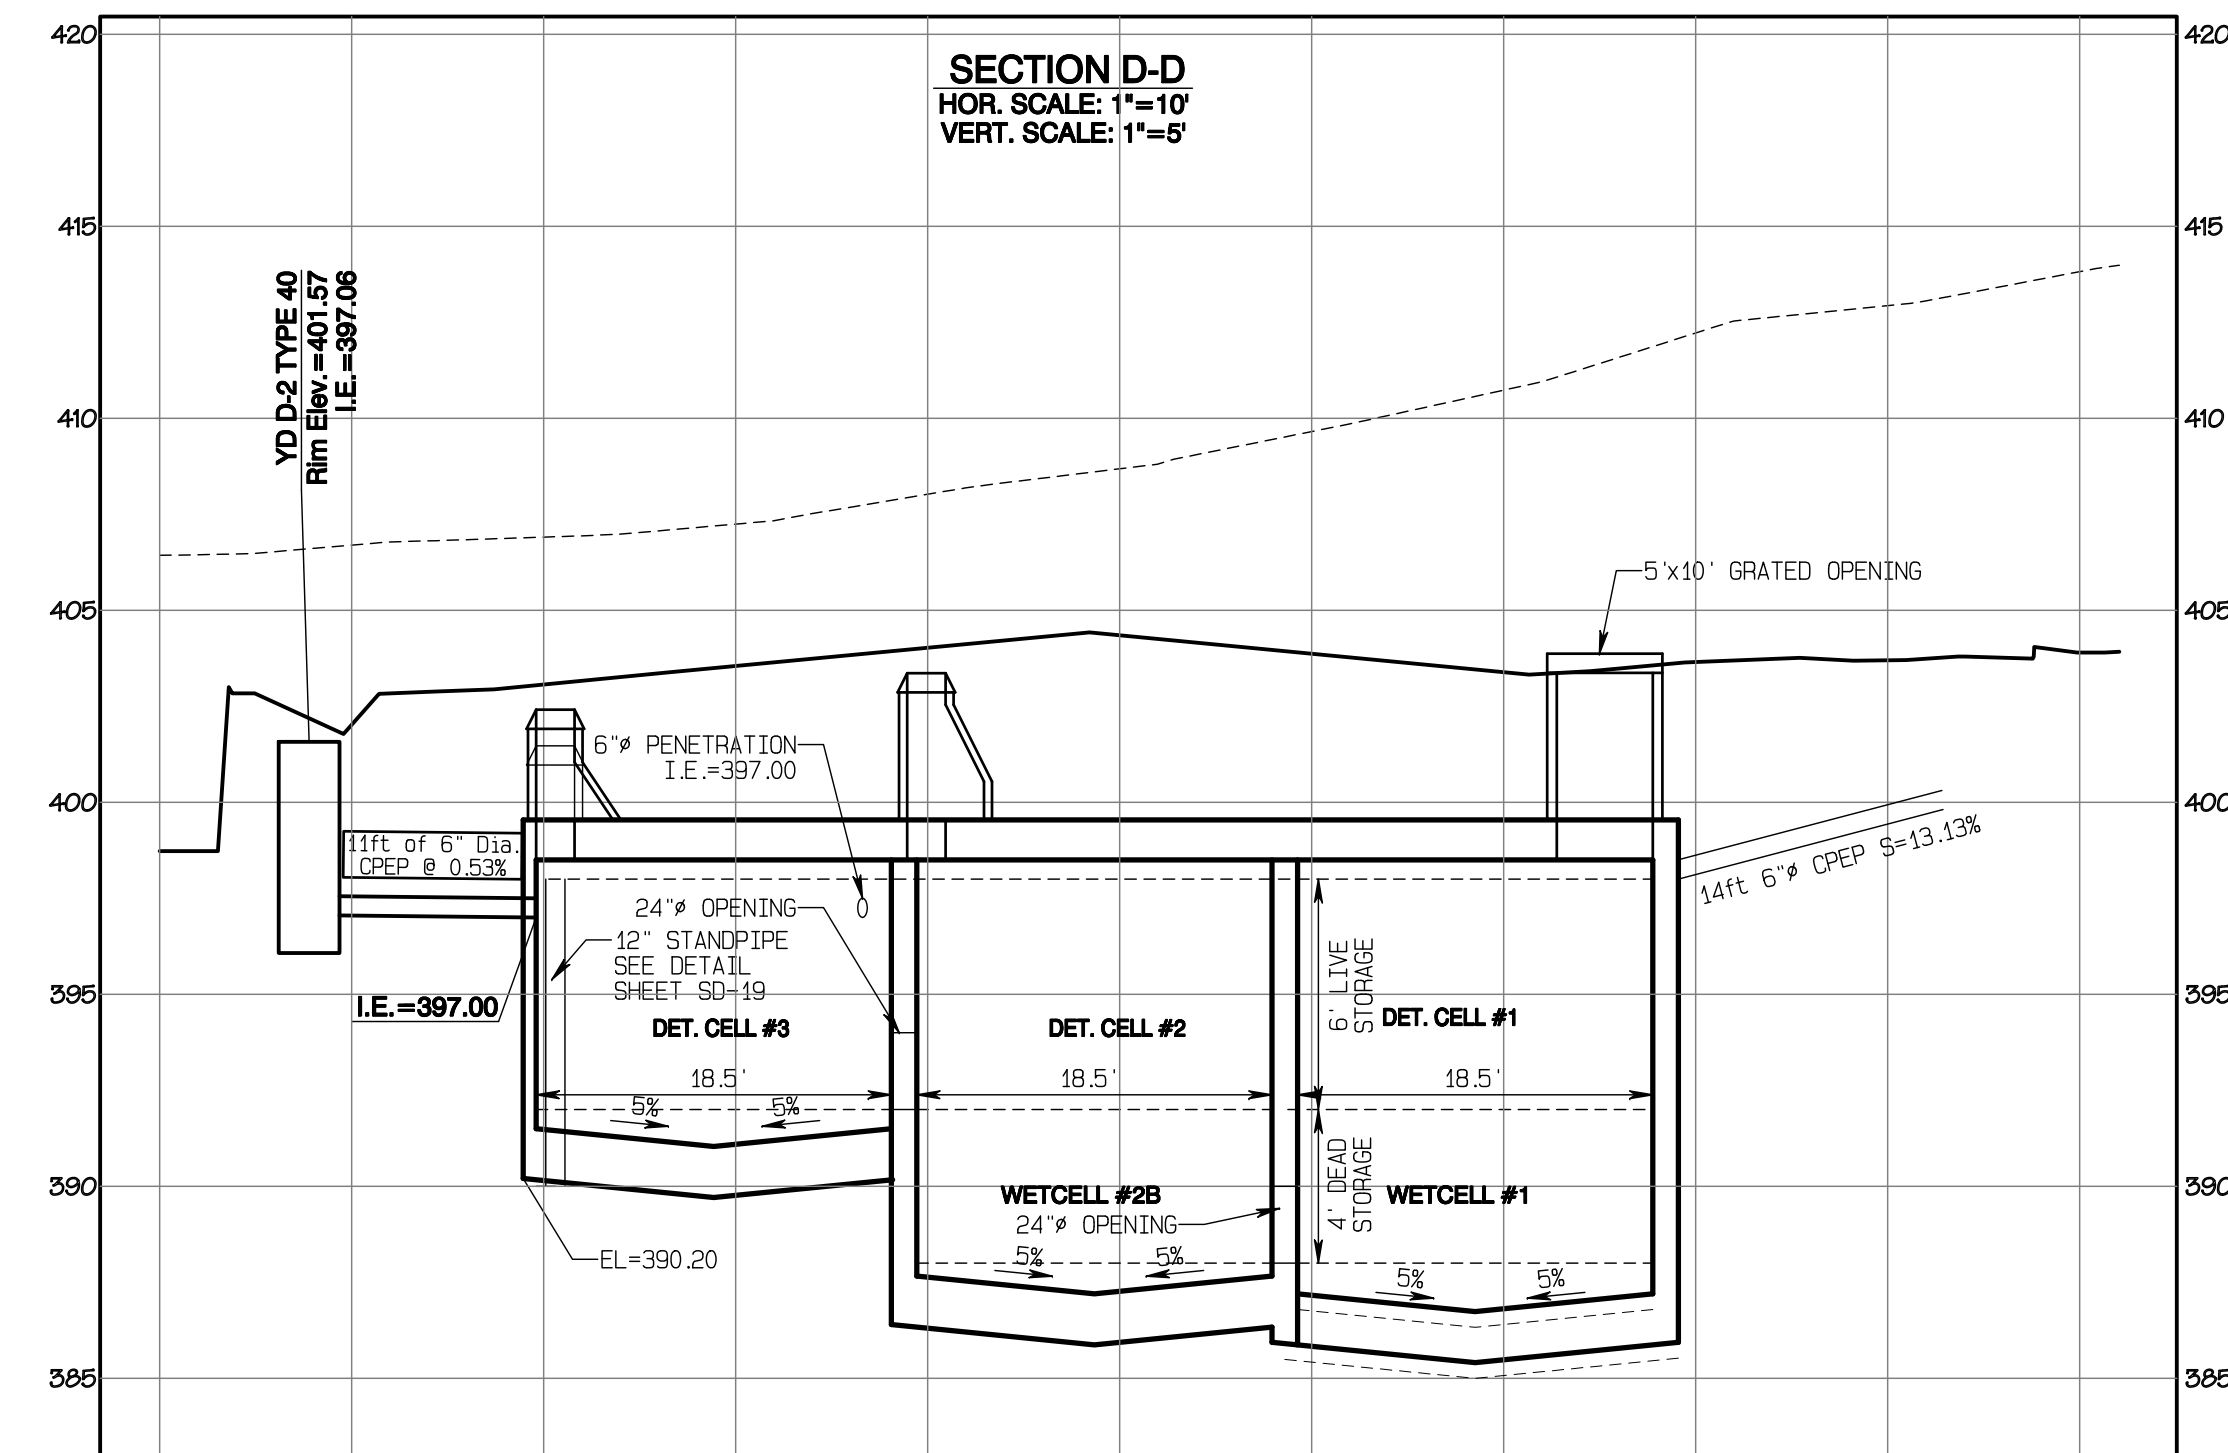 SECTION D-D
HOR. SCALE: 1"=10'
VERT. SCALE: 1"=5'
420
420
415
415
YD D-2 TYPE 40
Rim Elev.=401.57
I.E.=397.06
410
410
405
405
5'x10' GRATED OPENING
6"ø PENETRATION
I.E.=397.00
400
400
11ft of 6" Dia.
CPEP @ 0.53%
14ft 6"ø CPEP S=13.13%
24"ø OPENING
12" STANDPIPE
SEE DETAIL
SHEET SD-19
395
395
I.E.=397.00
6' LIVE
STORAGE
DET. CELL #3
DET. CELL #2
DET. CELL #1
18.5'
18.5'
18.5'
5%
5%
4' DEAD
STORAGE
390
390
WETCELL #2B
WETCELL #1
24"ø OPENING
EL=390.20
5%
5%
5%
5%
385
385